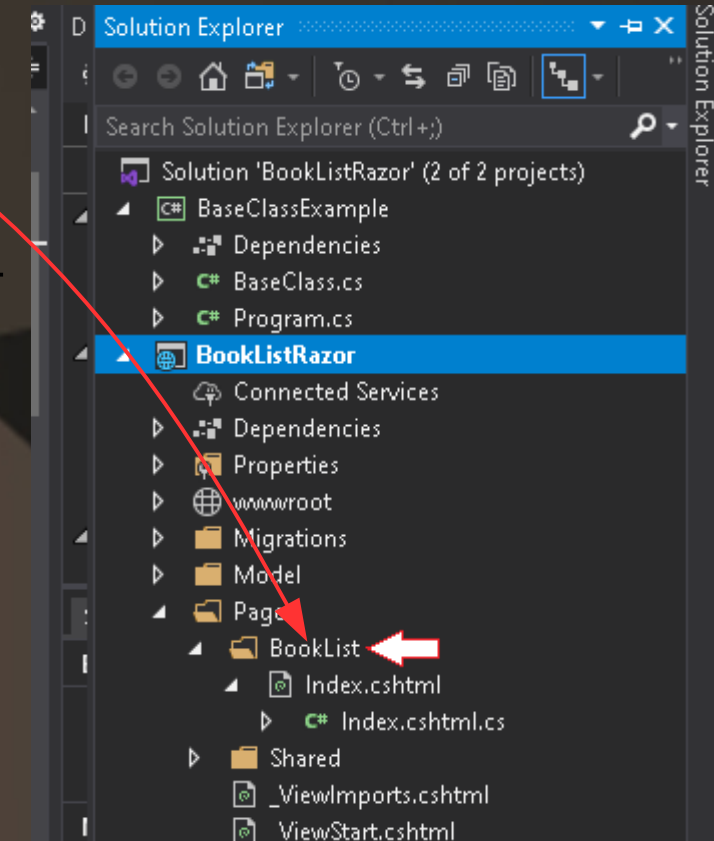 Solution Explorer
Search Solution Explorer (Ctrl+;)
Solution 'BookListRazor' (2 of 2 projects)
C# BaseClassExample
Dependencies
C# BaseClass.cs
C# Program.cs
BookListRazor
Connected Services
Dependencies
Properties
wwwroot
Migrations
Model
Pages
BookList
Index.cshtml
C# Index.cshtml.cs
Shared
_ViewImports.cshtml
_ViewStart.cshtml
Solution Explorer